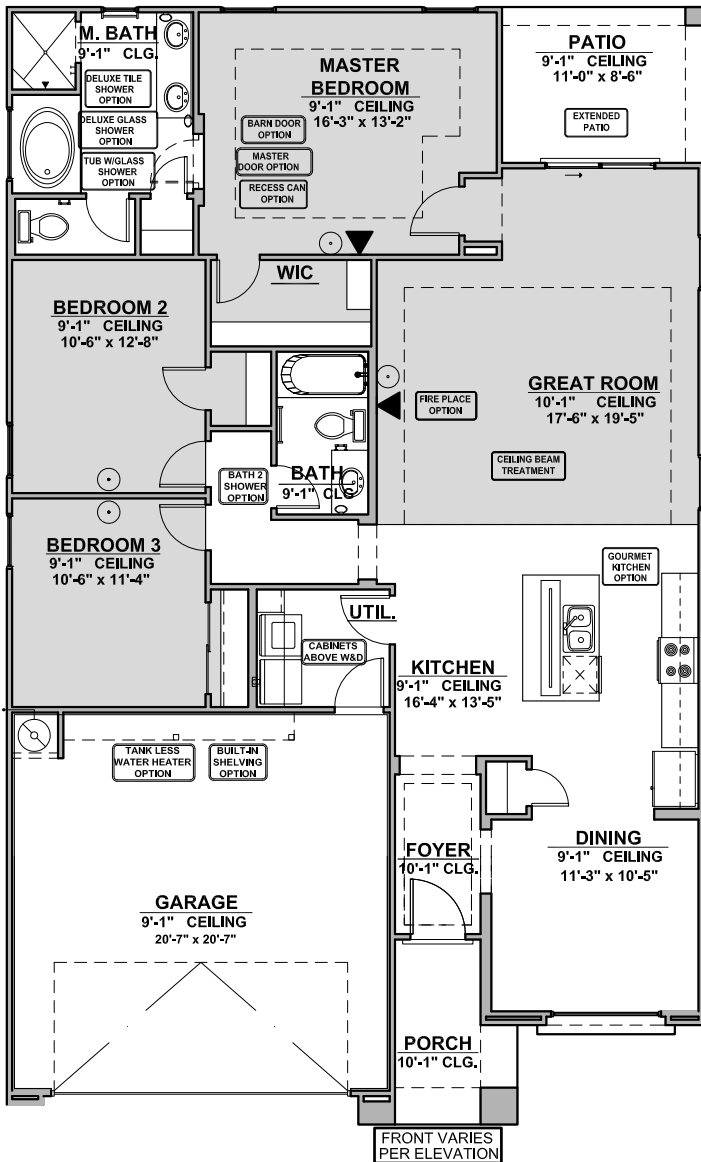 M. BATH
9'-1" CLG.
DELUXE TILE
SHOWER
OPTION
DELUXE GLASS
SHOWER
OPTION
TUB W/GLASS
SHOWER
OPTION
MASTER
BEDROOM
9'-1" CEILING
16'-3" x 13'-2"
BARN DOOR
OPTION
MASTER
DOOR OPTION
RECESS CAN
OPTION
PATIO
9'-1" CEILING
11'-0" x 8'-6"
EXTENDED
PATIO
WIC
BEDROOM 2
9'-1" CEILING
10'-6" x 12'-8"
GREAT ROOM
10'-1" CEILING
17'-6" x 19'-5"
FIRE PLACE
OPTION
CEILING BEAM
TREATMENT
BATH 2
SHOWER
OPTION
BATH
9'-1" CLG
BEDROOM 3
9'-1" CEILING
10'-6" x 11'-4"
GOURMET
KITCHEN
OPTION
UTIL.
CABINETS
ABOVE W&D
KITCHEN
9'-1" CEILING
16'-4" x 13'-5"
TANK LESS
WATER HEATER
OPTION
BUILT-IN
SHELVING
OPTION
FOYER
10'-1" CLG.
DINING
9'-1" CEILING
11'-3" x 10'-5"
GARAGE
9'-1" CEILING
20'-7" x 20'-7"
PORCH
10'-1" CLG.
FRONT VARIES
PER ELEVATION